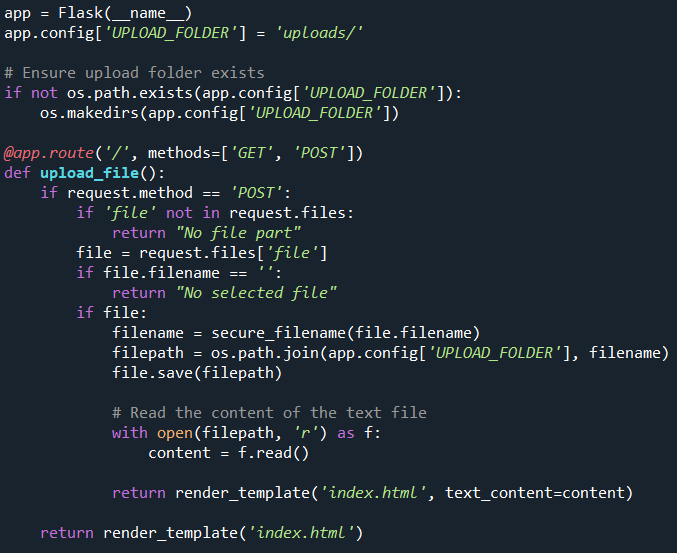 app = Flask(__name__)
app.config['UPLOAD_FOLDER'] = 'uploads/'

# Ensure upload folder exists
if not os.path.exists(app.config['UPLOAD_FOLDER']):
    os.makedirs(app.config['UPLOAD_FOLDER'])

@app.route('/', methods=['GET', 'POST'])
def upload_file():
    if request.method == 'POST':
        if 'file' not in request.files:
            return "No file part"
        file = request.files['file']
        if file.filename == '':
            return "No selected file"
        if file:
            filename = secure_filename(file.filename)
            filepath = os.path.join(app.config['UPLOAD_FOLDER'], filename)
            file.save(filepath)

            # Read the content of the text file
            with open(filepath, 'r') as f:
                content = f.read()

            return render_template('index.html', text_content=content)

    return render_template('index.html')